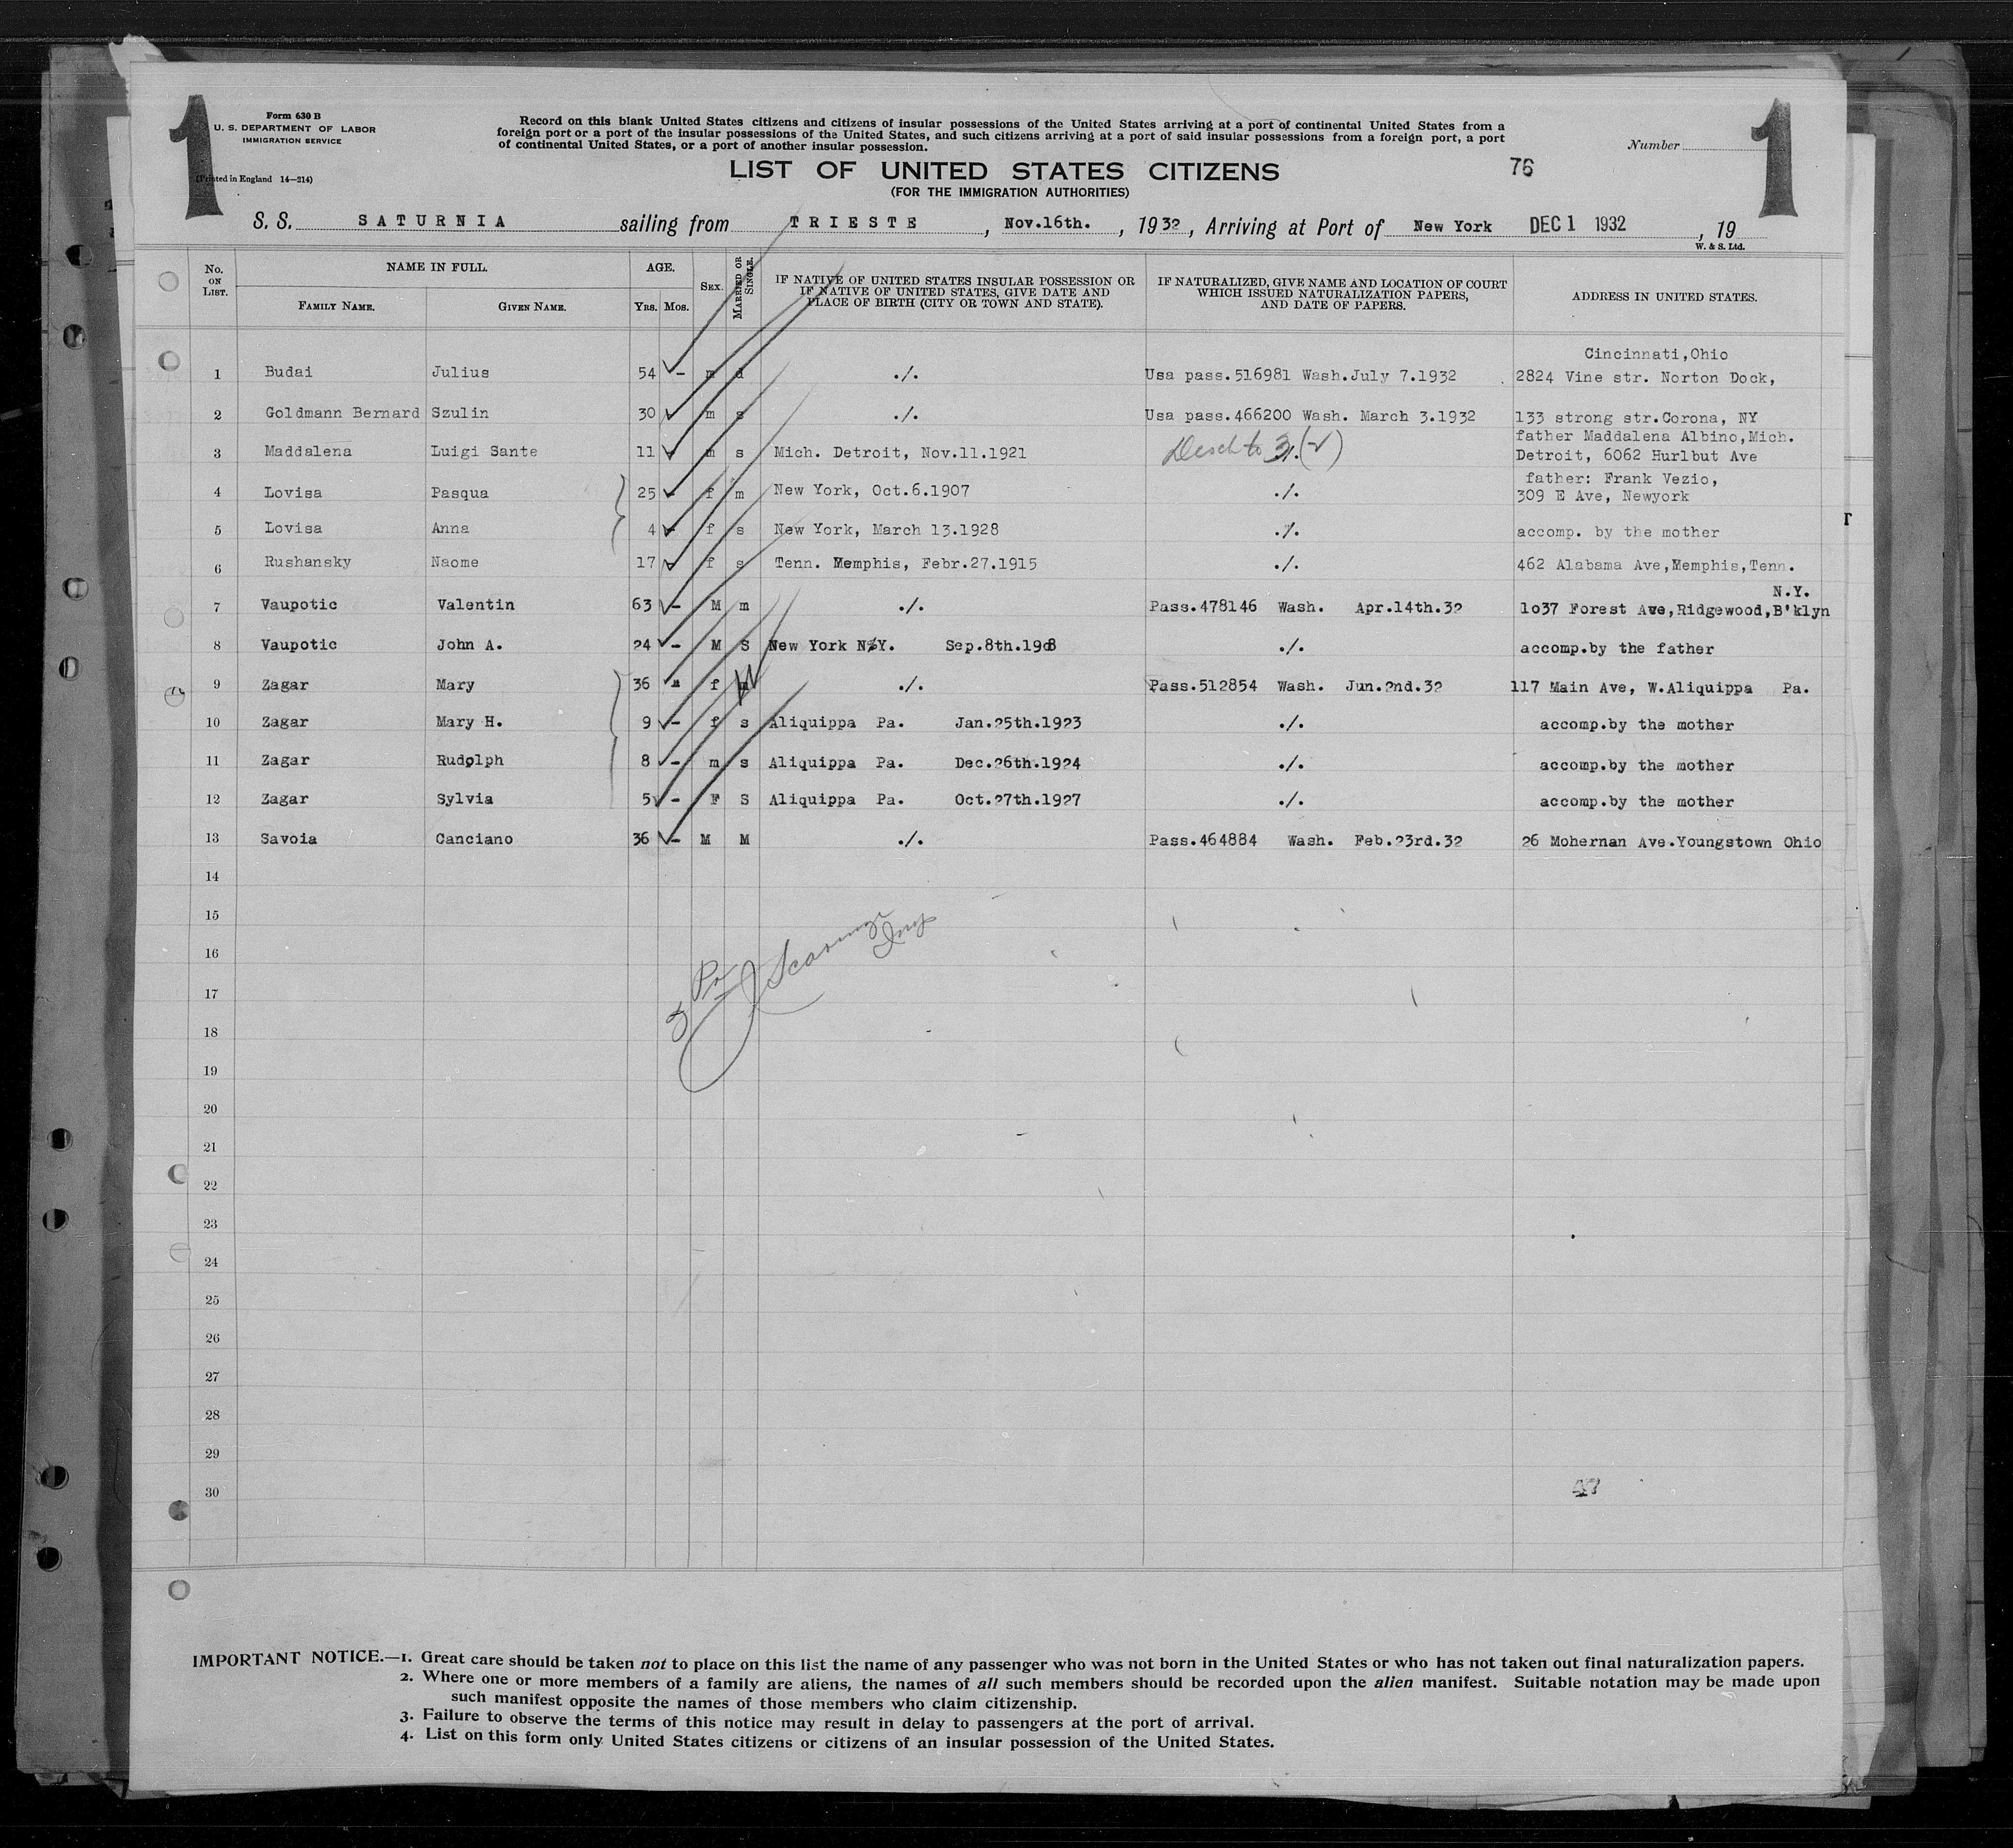 1
1
Form 630 B
U. S. DEPARTMENT OF LABOR
IMMIGRATION SERVICE
(Printed in England 14—214)
Record on this blank United States citizens and citizens of insular possessions of the United States arriving at a port of continental United States from a
foreign port or a port of the insular possessions of the United States, and such citizens arriving at a port of said insular possessions from a foreign port, a port
of continental United States, or a port of another insular possession.
Number
LIST OF UNITED STATES CITIZENS
76
(FOR THE IMMIGRATION AUTHORITIES)
S. S. SATURNIA sailing from TRIESTE, Nov.16th., 1932, Arriving at Port of New York DEC 1 1932, 19
W. & S. Ltd.
No. ON LIST. NAME IN FULL. FAMILY NAME. GIVEN NAME. AGE. YRS. MOS. SEX. MARRIED OR SINGLE. IF NATIVE OF UNITED STATES INSULAR POSSESSION OR IF NATIVE OF UNITED STATES, GIVE DATE AND PLACE OF BIRTH (CITY OR TOWN AND STATE). IF NATURALIZED, GIVE NAME AND LOCATION OF COURT WHICH ISSUED NATURALIZATION PAPERS, AND DATE OF PAPERS. ADDRESS IN UNITED STATES.
Cincinnati,Ohio
1 Budai Julius 54 - m d ./. Usa pass.516981 Wash.July 7.1932 2824 Vine str. Norton Dock,
2 Goldmann Bernard Szulin 30 m s ./. Usa pass.466200 Wash. March 3.1932 133 strong str.Corona, NY
father Maddalena Albino,Mich.
3 Maddalena Luigi Sante 11 - m s Mich. Detroit, Nov.11.1921 Detroit, 6062 Hurlbut Ave
father: Frank Vezio,
4 Lovisa Pasqua 25 - f m New York, Oct.6.1907 ./. 309 E Ave, Newyork
5 Lovisa Anna 4 - f s New York, March 13.1928 ./. accomp. by the mother
6 Rushansky Naome 17 - f s Tenn. Memphis, Febr.27.1915 ./. 462 Alabama Ave,Memphis,Tenn.
N.Y.
7 Vaupotic Valentin 63 - M m ./. Pass.478146 Wash. Apr.14th.32 1o37 Forest Ave,Ridgewood,B'klyn
8 Vaupotic John A. 24 - M S New York N.Y. Sep.8th.1908 ./. accomp.by the father
9 Zagar Mary 36 - f m ./. Pass.512854 Wash. Jun.2nd.32 117 Main Ave, W.Aliquippa Pa.
10 Zagar Mary H. 9 - f s Aliquippa Pa. Jan.25th.1923 ./. accomp.by the mother
11 Zagar Rudolph 8 - m s Aliquippa Pa. Dec.26th.1924 ./. accomp.by the mother
12 Zagar Sylvia 5 - F S Aliquippa Pa. Oct.27th.1927 ./. accomp.by the mother
13 Savoia Canciano 36 - M M ./. Pass.464884 Wash. Feb.23rd.32 26 Mohernan Ave.Youngstown Ohio
14
15
16
17
18
19
20
21
22
23
24
25
26
27
28
29
30
IMPORTANT NOTICE.—1. Great care should be taken not to place on this list the name of any passenger who was not born in the United States or who has not taken out final naturalization papers.
2. Where one or more members of a family are aliens, the names of all such members should be recorded upon the alien manifest. Suitable notation may be made upon
such manifest opposite the names of those members who claim citizenship.
3. Failure to observe the terms of this notice may result in delay to passengers at the port of arrival.
4. List on this form only United States citizens or citizens of an insular possession of the United States.